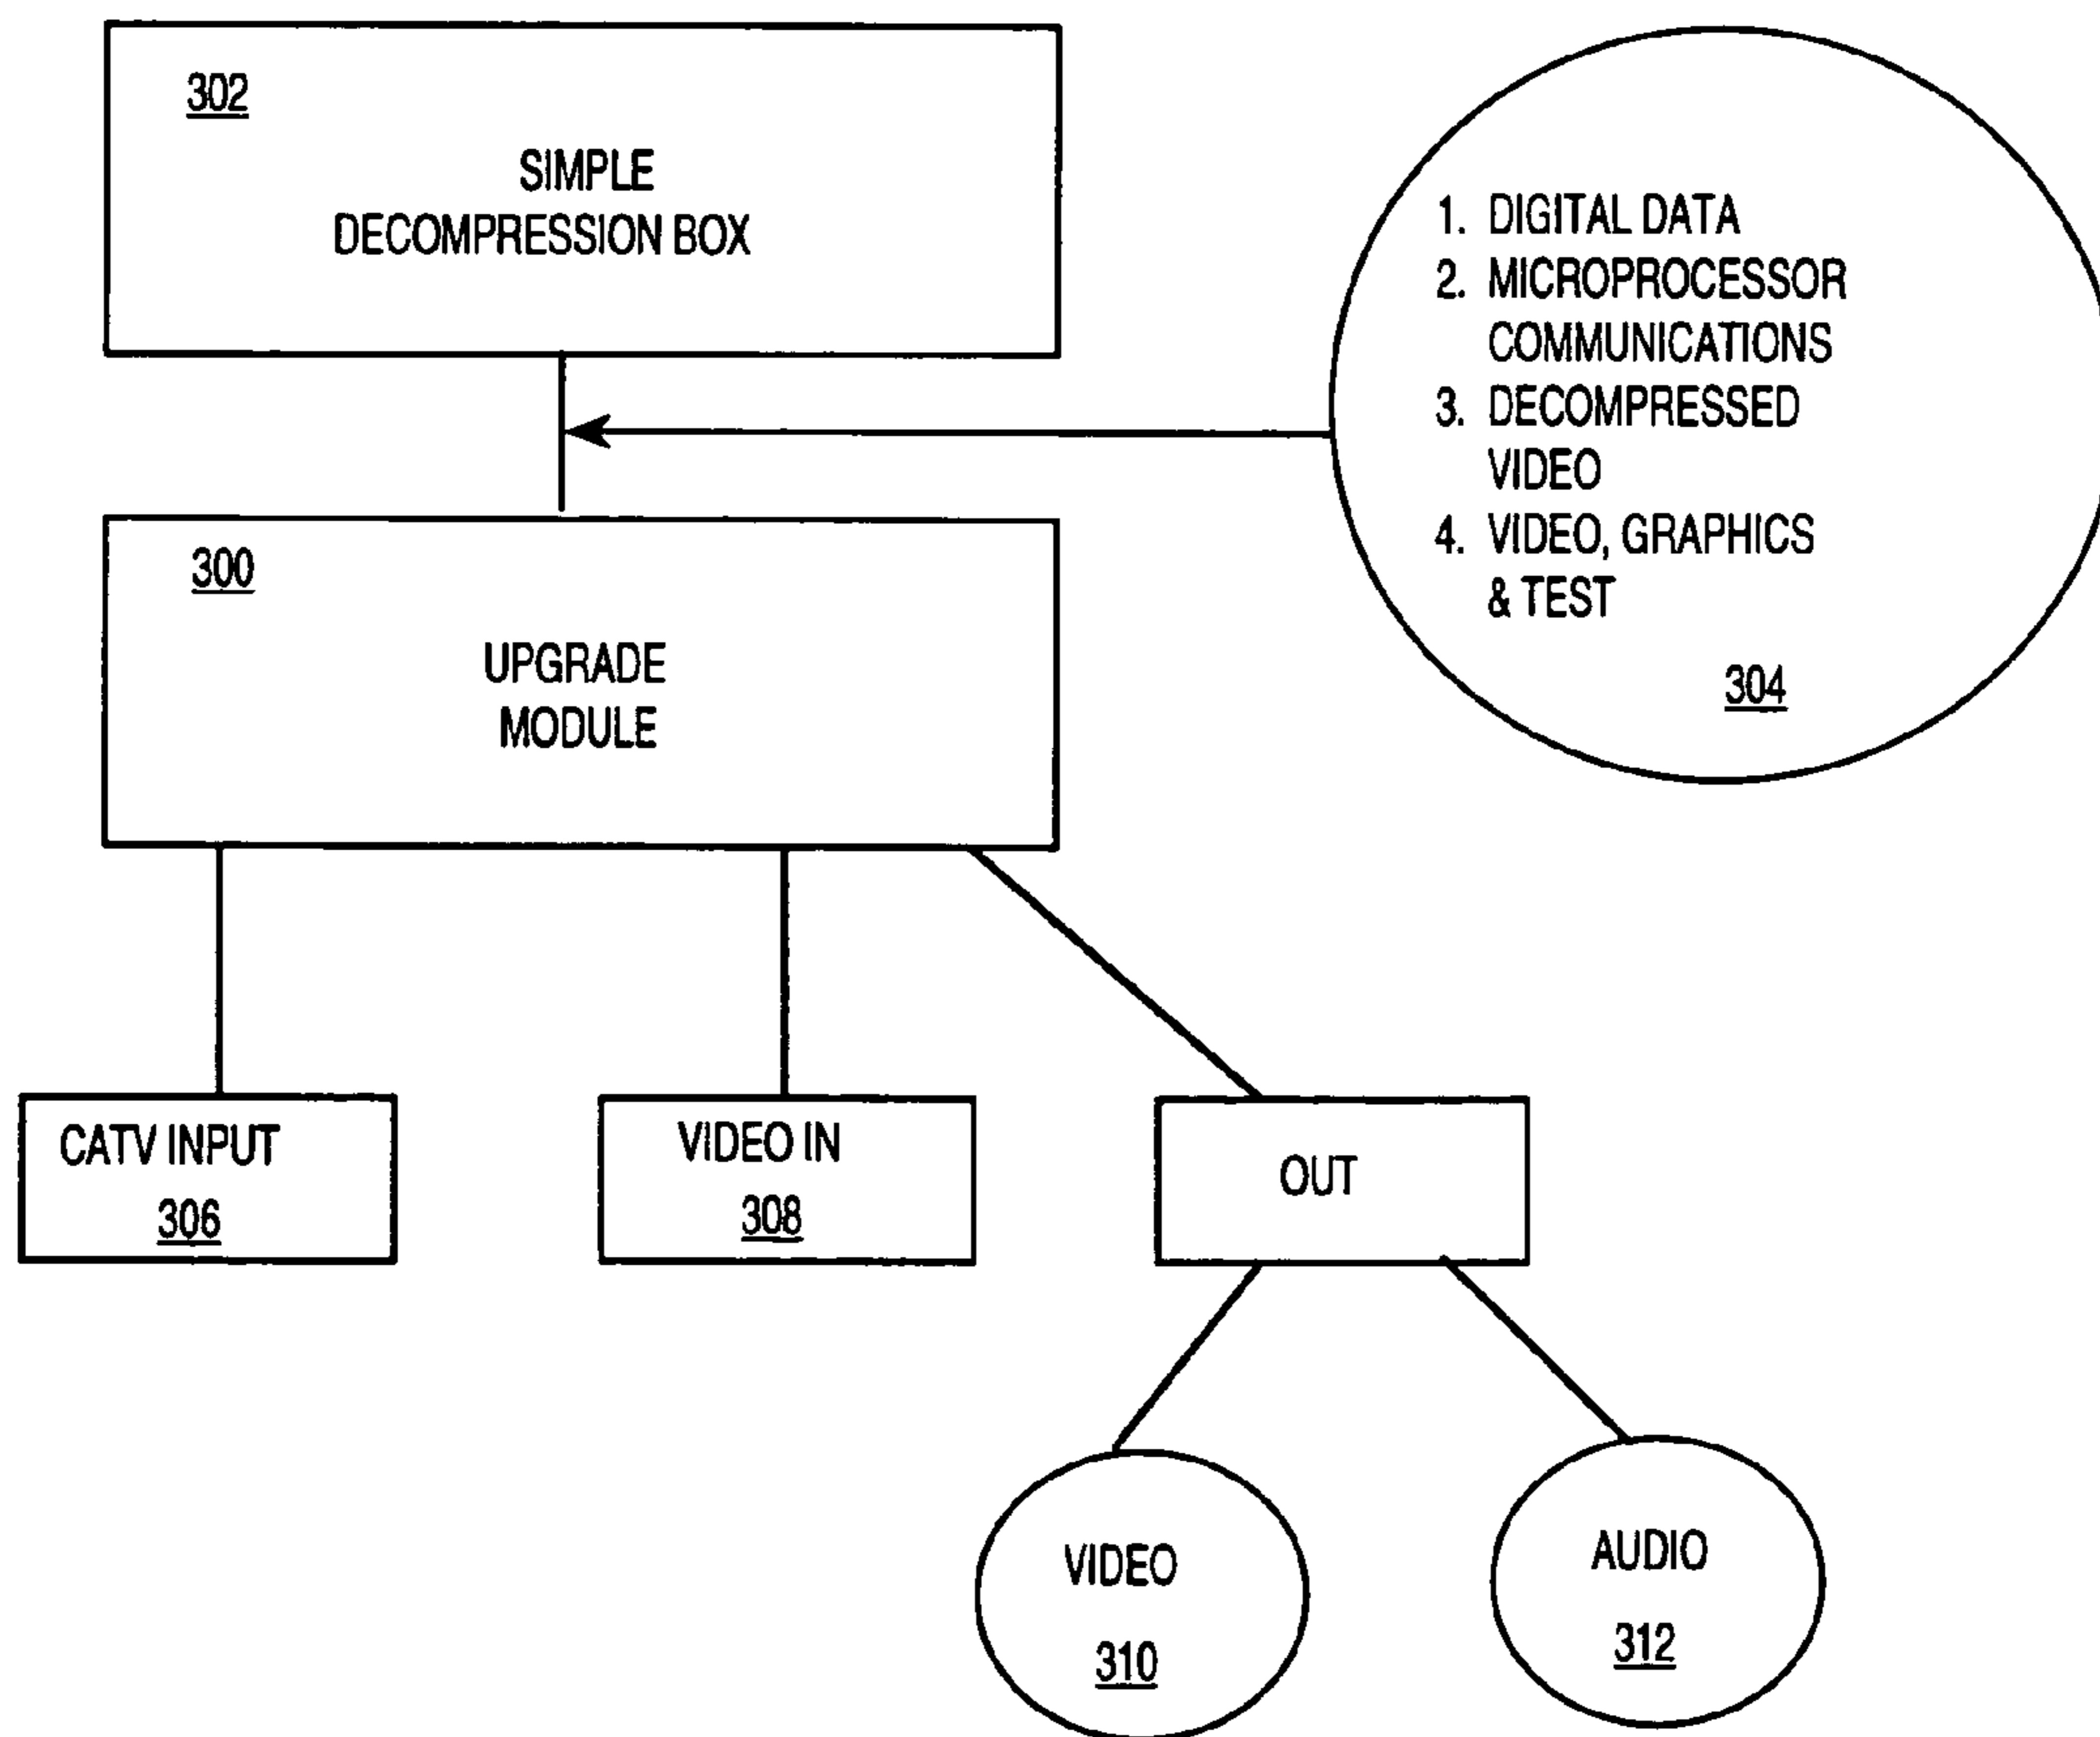 302
SIMPLE
DECOMPRESSION BOX
1. DIGITAL DATA
2. MICROPROCESSOR
COMMUNICATIONS
3. DECOMPRESSED
VIDEO
4. VIDEO, GRAPHICS
& TEST
304
300
UPGRADE
MODULE
CATV INPUT
306
VIDEO IN
308
OUT
VIDEO
310
AUDIO
312